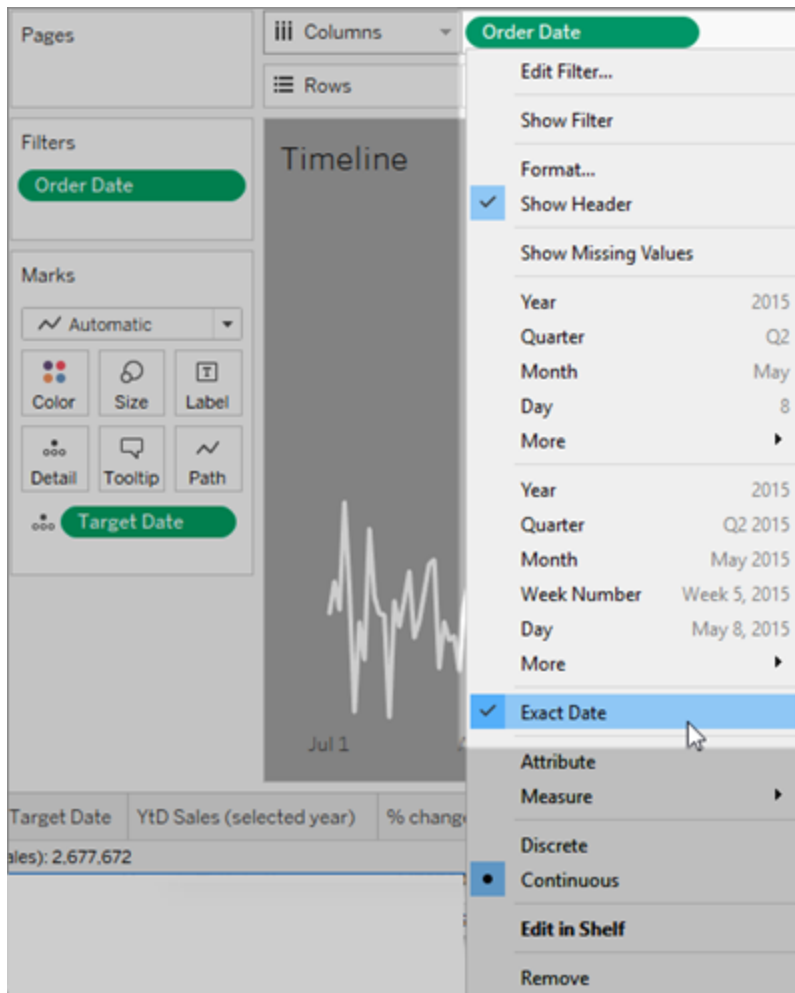 Pages
Columns
Order Date
Rows
Filters
Order Date
Timeline
Marks
Automatic
Color Size Label
Detail Tooltip Path
Target Date
Jul 1
Edit Filter...
Show Filter
Format...
Show Header
Show Missing Values
Year 2015
Quarter Q2
Month May
Day 8
More
Year 2015
Quarter Q2 2015
Month May 2015
Week Number Week 5, 2015
Day May 8, 2015
More
Exact Date
Attribute
Measure
Discrete
Continuous
Edit in Shelf
Remove
Target Date YtD Sales (selected year) % chang
ales): 2,677,672